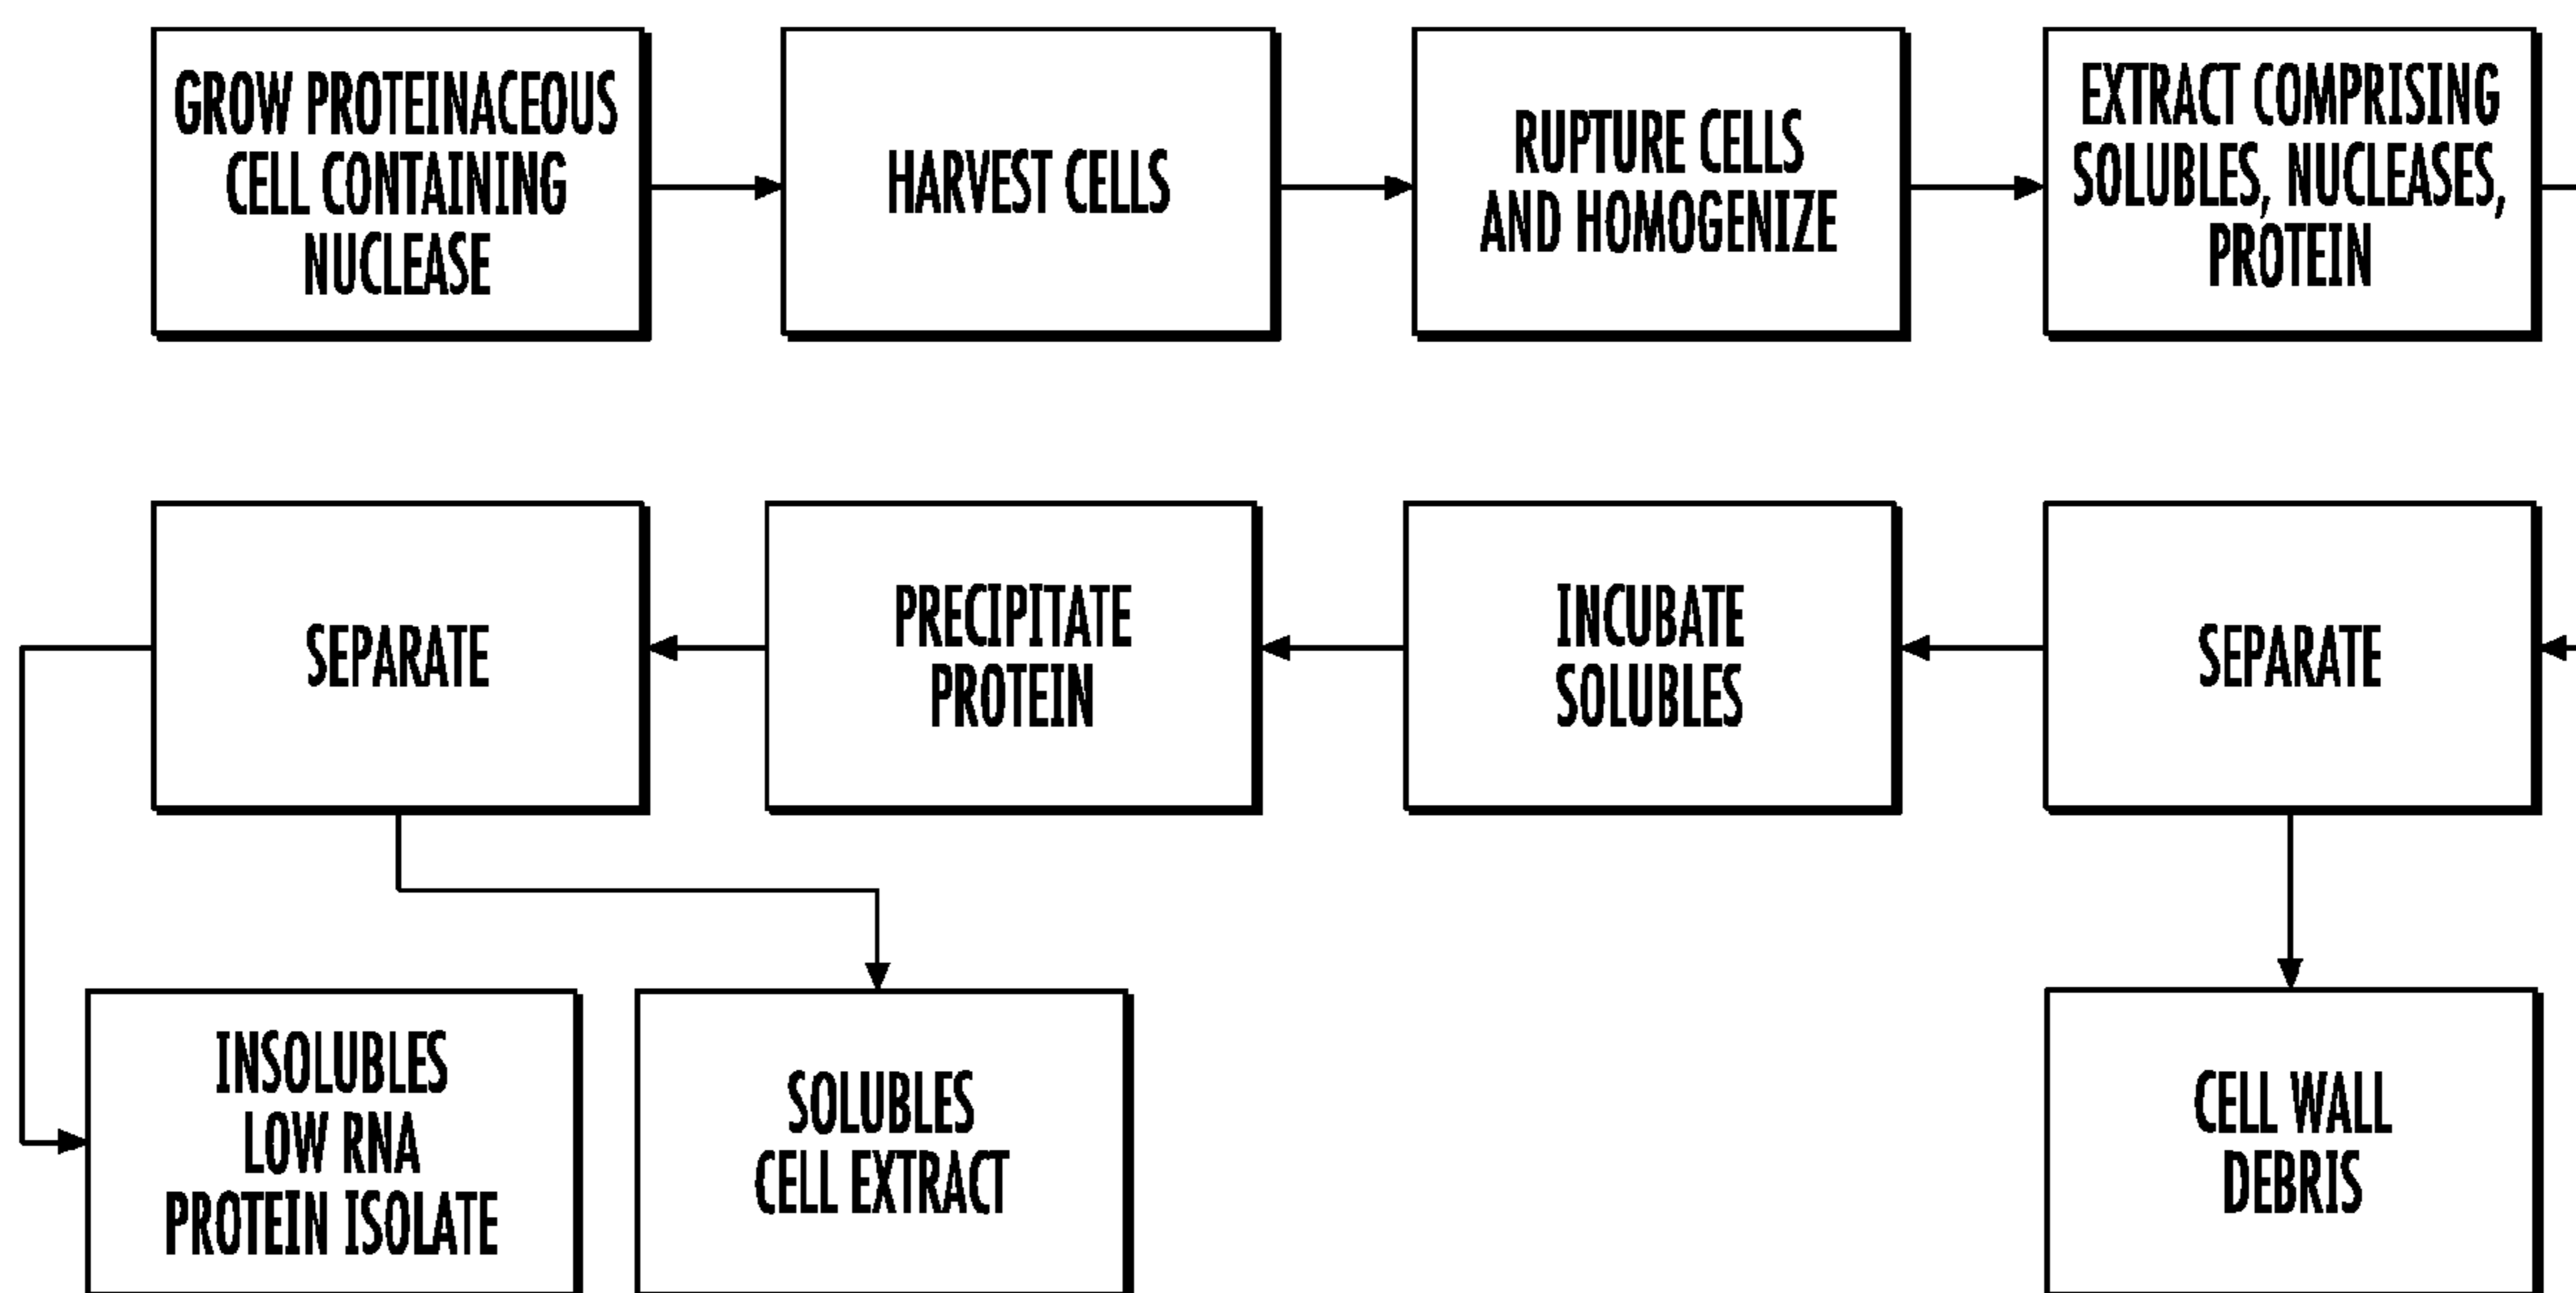 GROW PROTEINACEOUS
CELL CONTAINING
NUCLEASE
HARVEST CELLS
RUPTURE CELLS
AND HOMOGENIZE
EXTRACT COMPRISING
SOLUBLES, NUCLEASES,
PROTEIN
SEPARATE
INCUBATE
SOLUBLES
PRECIPITATE
PROTEIN
SEPARATE
INSOLUBLES
LOW RNA
PROTEIN ISOLATE
SOLUBLES
CELL EXTRACT
CELL WALL
DEBRIS